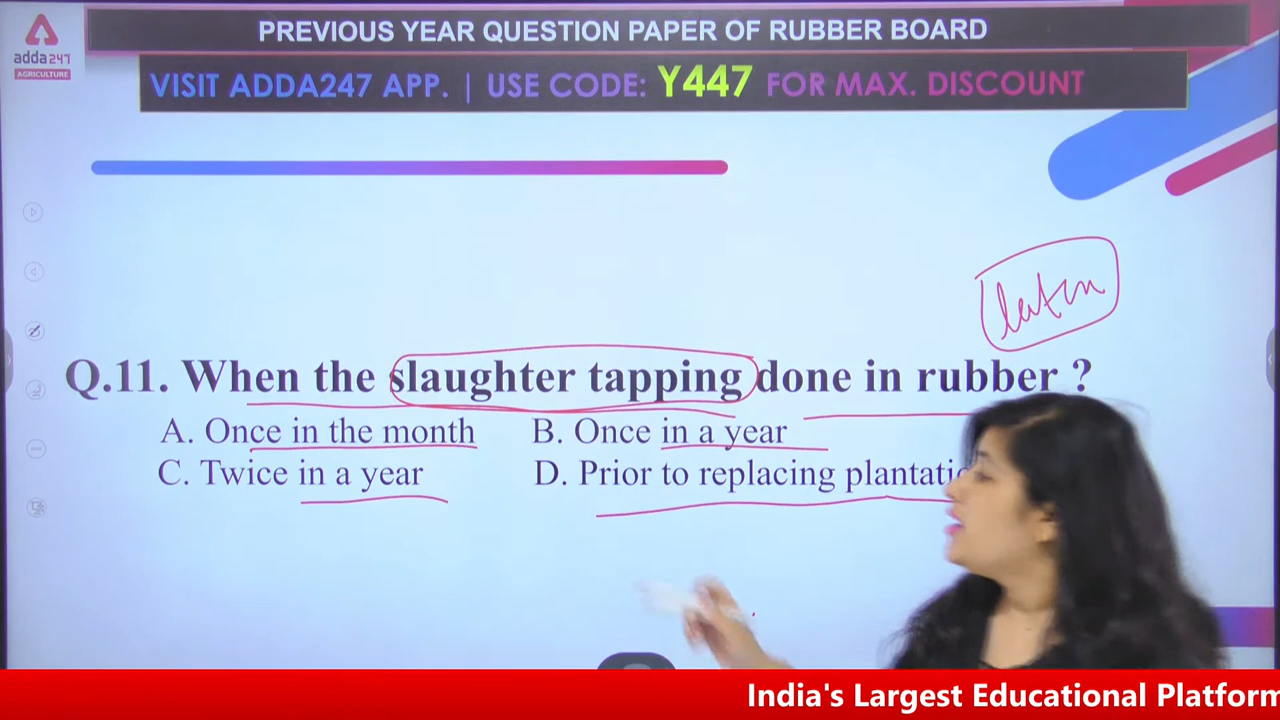 PREVIOUS YEAR QUESTION PAPER OF RUBBER BOARD
adda247
AGRICULTURE
VISIT ADDA247 APP. | USE CODE: Y447 FOR MAX. DISCOUNT
Q.11. When the slaughter tapping done in rubber ?
A. Once in the month B. Once in a year
C. Twice in a year D. Prior to replacing
India's Largest Educational Platform